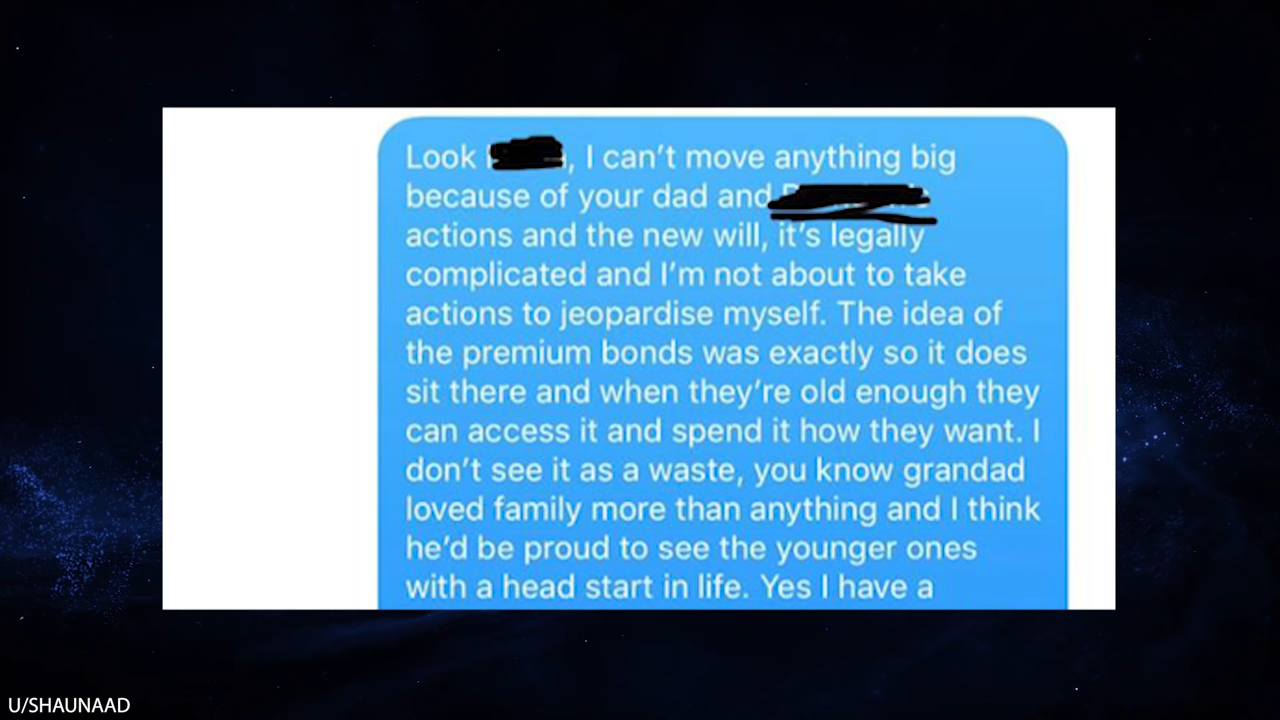 Look , I can't move anything big
because of your dad and
actions and the new will, it's legally
complicated and I'm not about to take
actions to jeopardise myself. The idea of
the premium bonds was exactly so it does
sit there and when they're old enough they
can access it and spend it how they want. I
don't see it as a waste, you know grandad
loved family more than anything and I think
he'd be proud to see the younger ones
with a head start in life. Yes I have a
U/SHAUNAAD